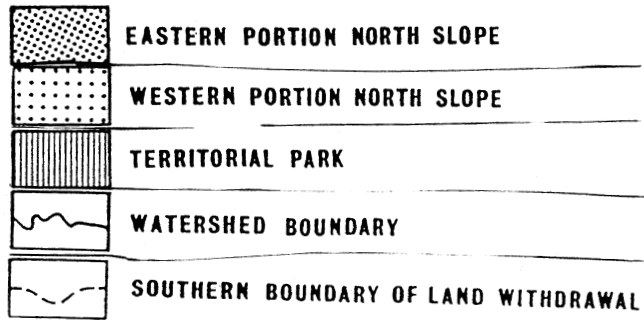 EASTERN PORTION NORTH SLOPE
WESTERN PORTION NORTH SLOPE
TERRITORIAL PARK
WATERSHED BOUNDARY
SOUTHERN BOUNDARY OF LAND WITHDRAWAL